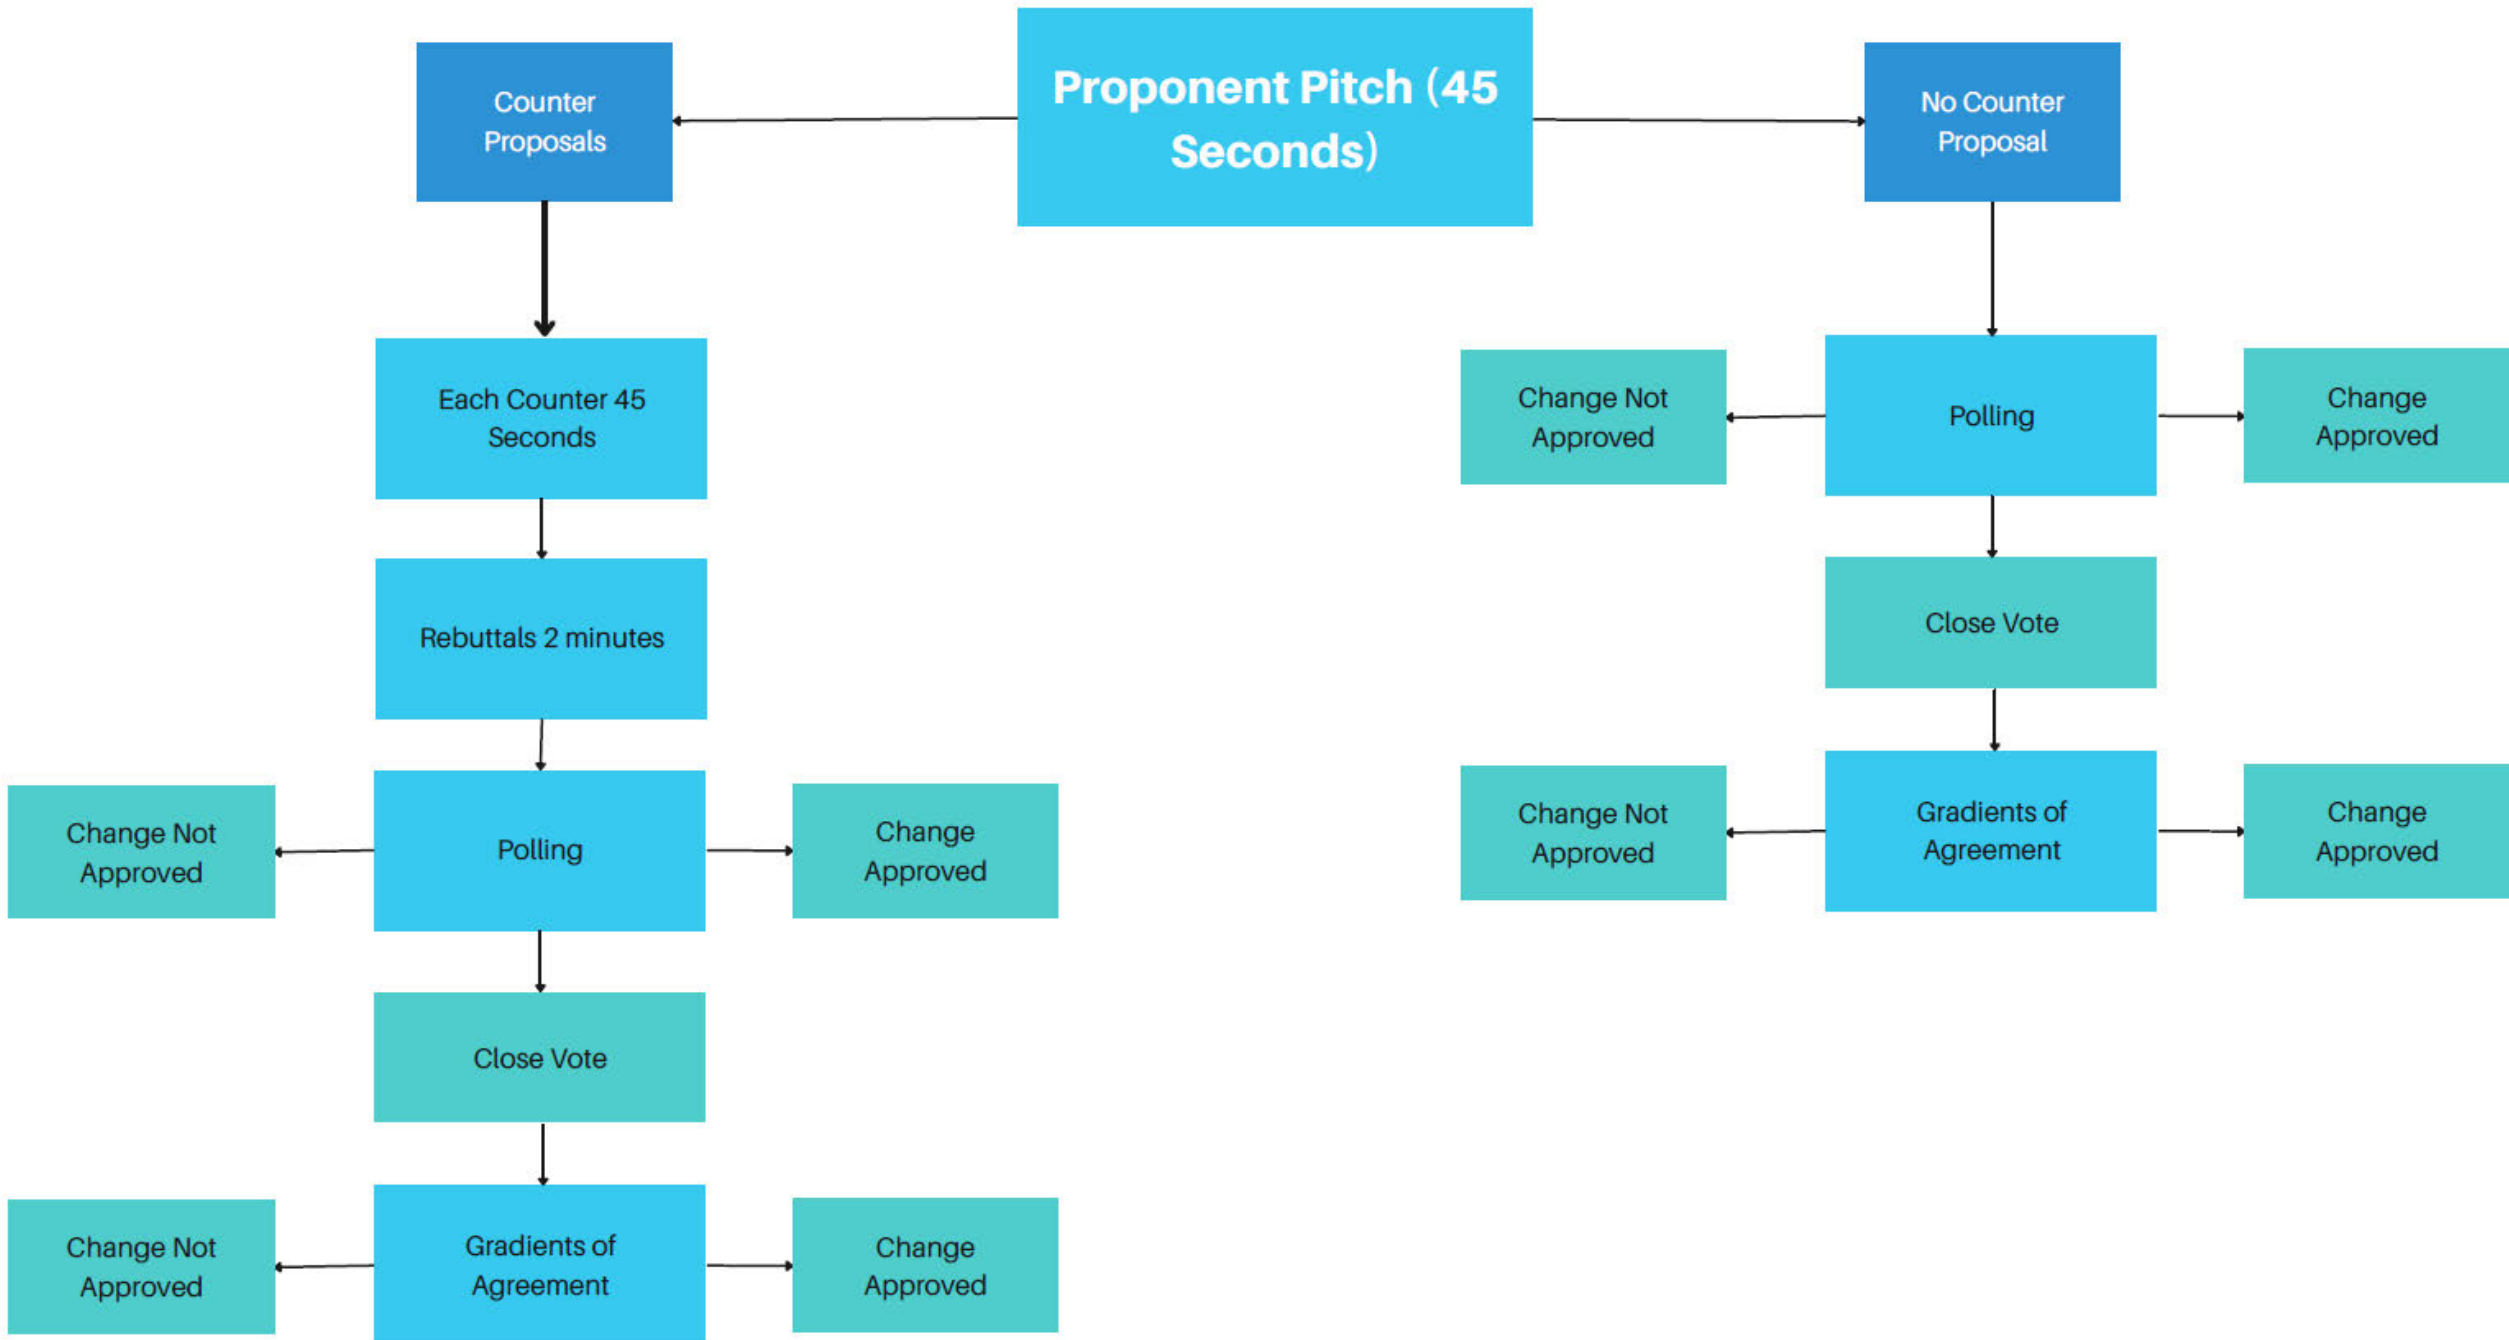 Proponent Pitch (45
Seconds)
Counter
Proposals
No Counter
Proposal
Each Counter 45
Seconds
Rebuttals 2 minutes
Change Not
Approved
Polling
Change
Approved
Close Vote
Change Not
Approved
Gradients of
Agreement
Change
Approved
Change Not
Approved
Polling
Change
Approved
Close Vote
Change Not
Approved
Gradients of
Agreement
Change
Approved